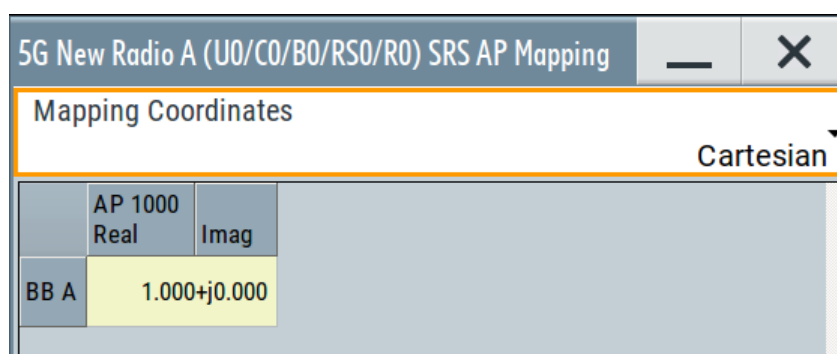 5G New Radio A (U0/C0/B0/RS0/R0) SRS AP Mapping
Mapping Coordinates
Cartesian
AP 1000
Real Imag
BB A 1.000+j0.000